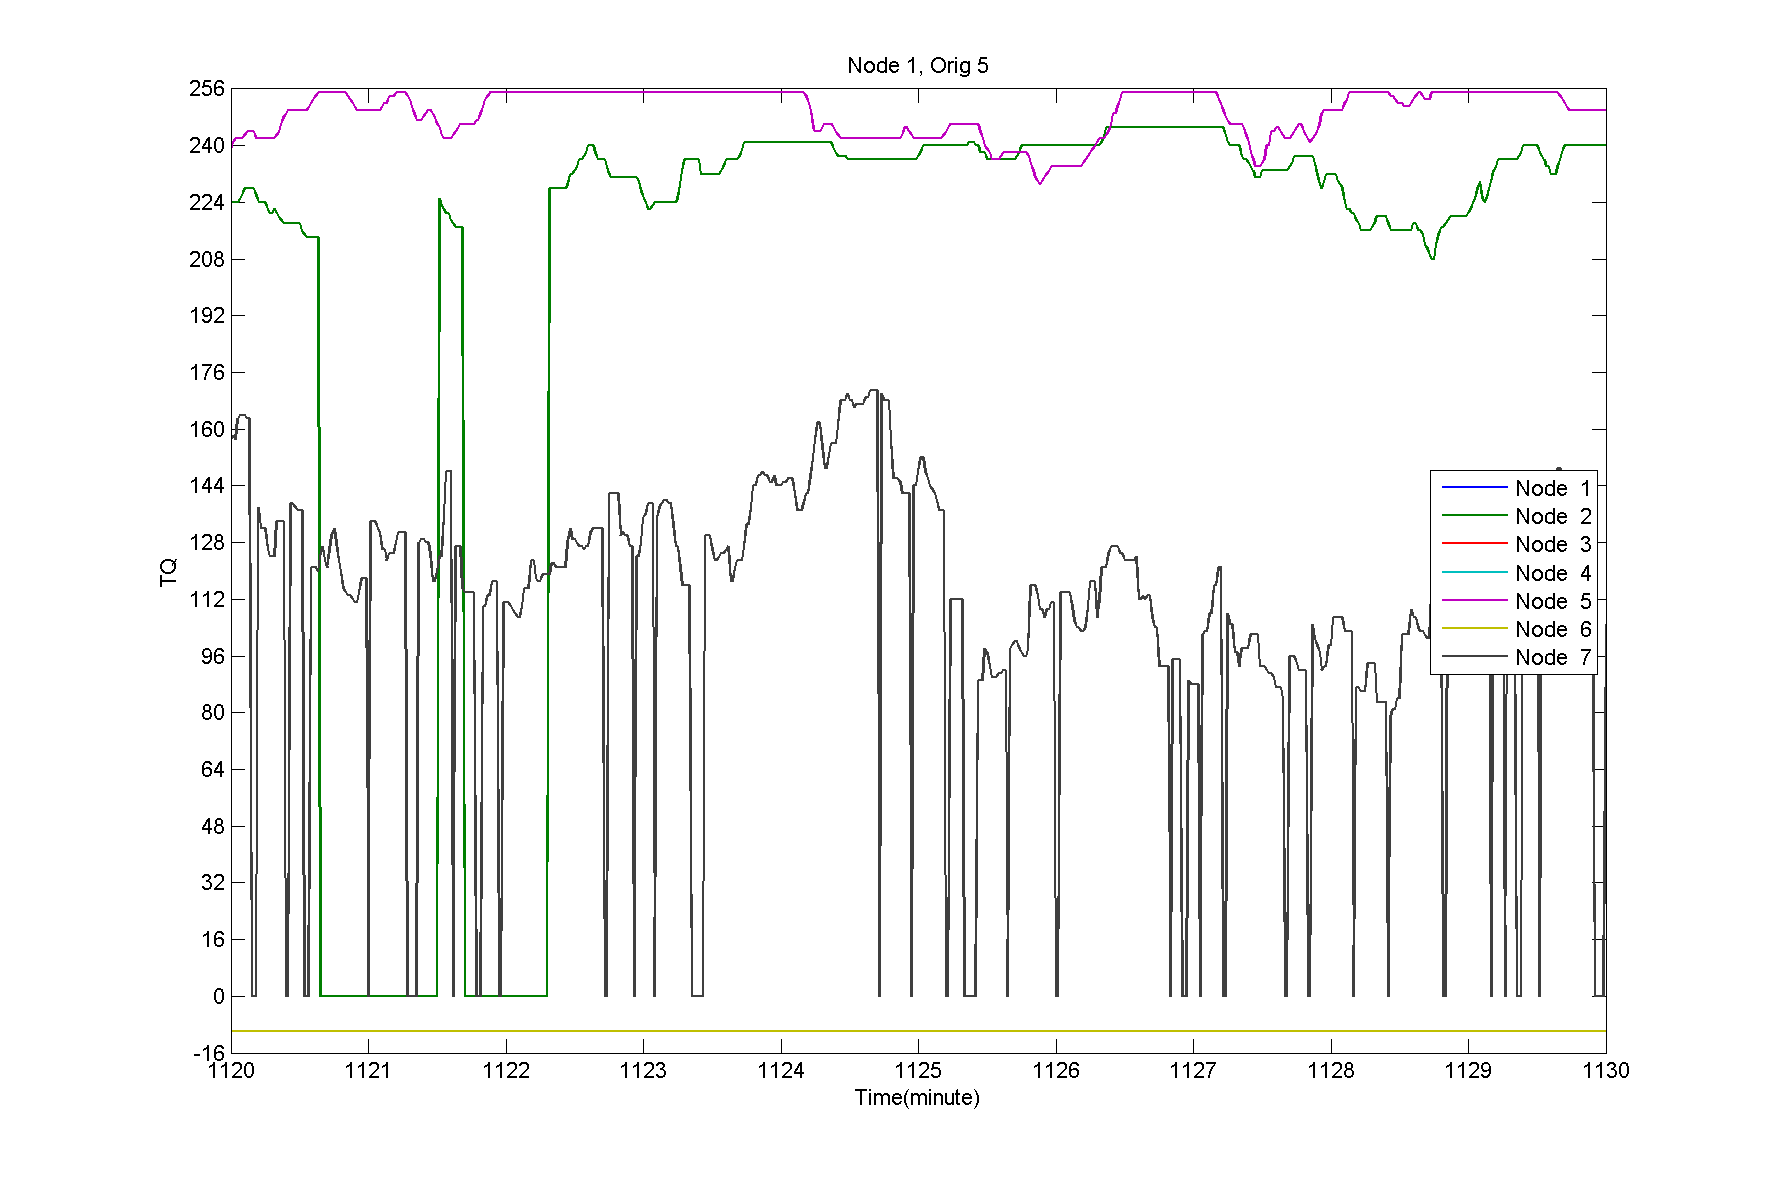 Node 1, Orig 5
256
240
224
208
192
176
160
144
128
112
96
80
64
48
32
16
0
-16
TQ
Node 1
Node 2
Node 3
Node 4
Node 5
Node 6
Node 7
1120 1121 1122 1123 1124 1125 1126 1127 1128 1129 1130
Time(minute)